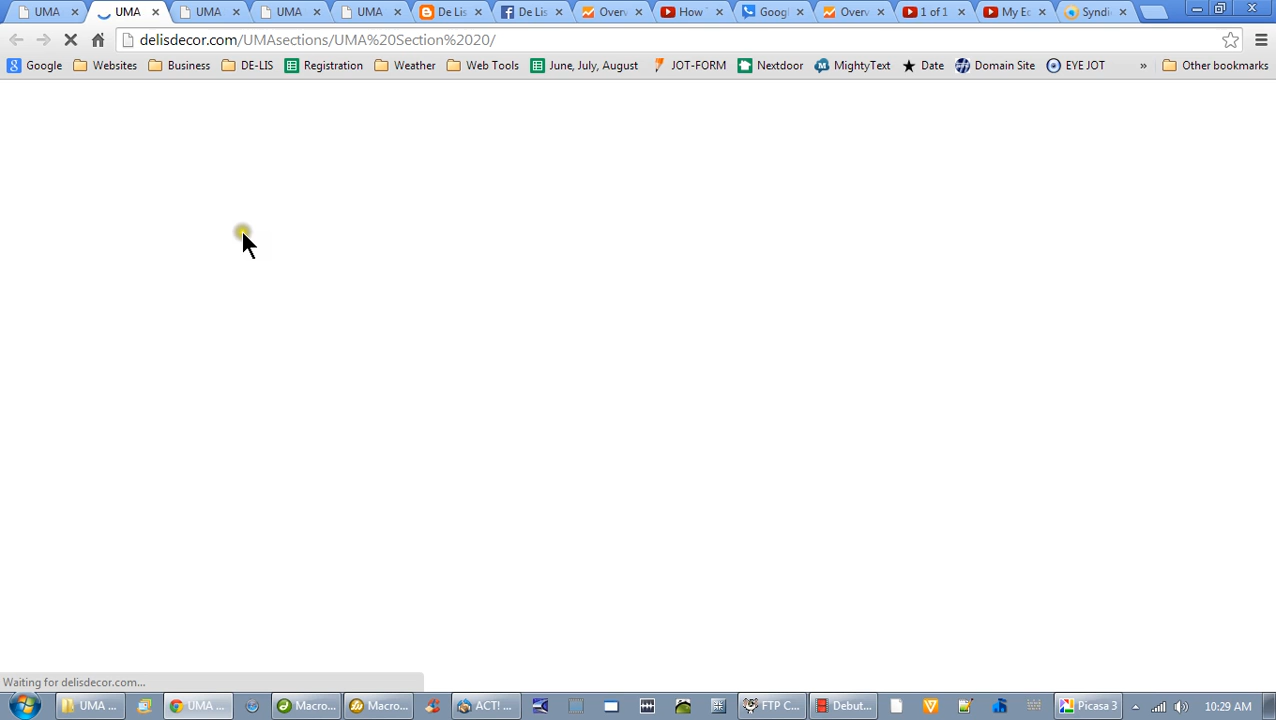 UMA
UMA
UMA
UMA
UMA
De Lis
De Lis
Overv
How
Googl
Overv
1 of 1
My Ec
Syndi
delisdecor.com/UMAsections/UMA%20Section%2020/
Google Websites Business DE-LIS Registration Weather Web Tools June, July, August JOT-FORM Nextdoor MightyText Date Domain Site EYE JOT » Other bookmarks
Waiting for delisdecor.com...
UMA ... UMA ... Macro... Macro... ACT! ... FTP C... Debut... Picasa 3 10:29 AM